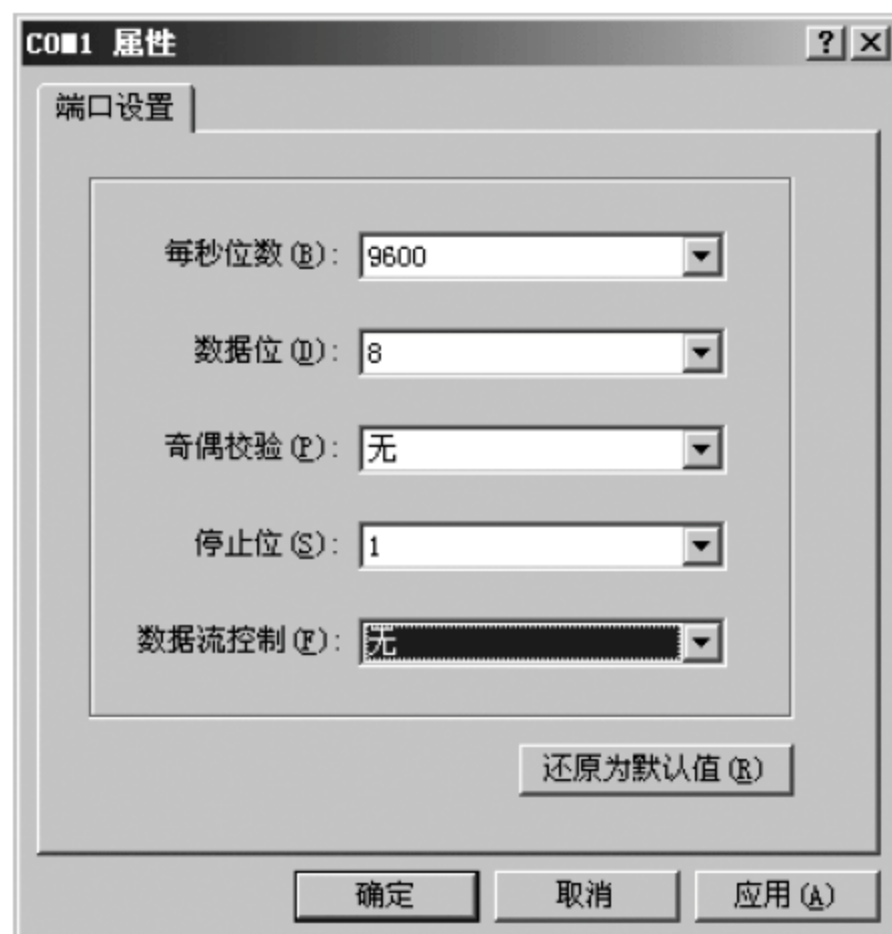 COM1 属性
端口设置
每秒位数(B): 9600
数据位(D): 8
奇偶校验(P): 无
停止位(S): 1
数据流控制(F): 无
还原为默认值(R)
确定 取消 应用(A)